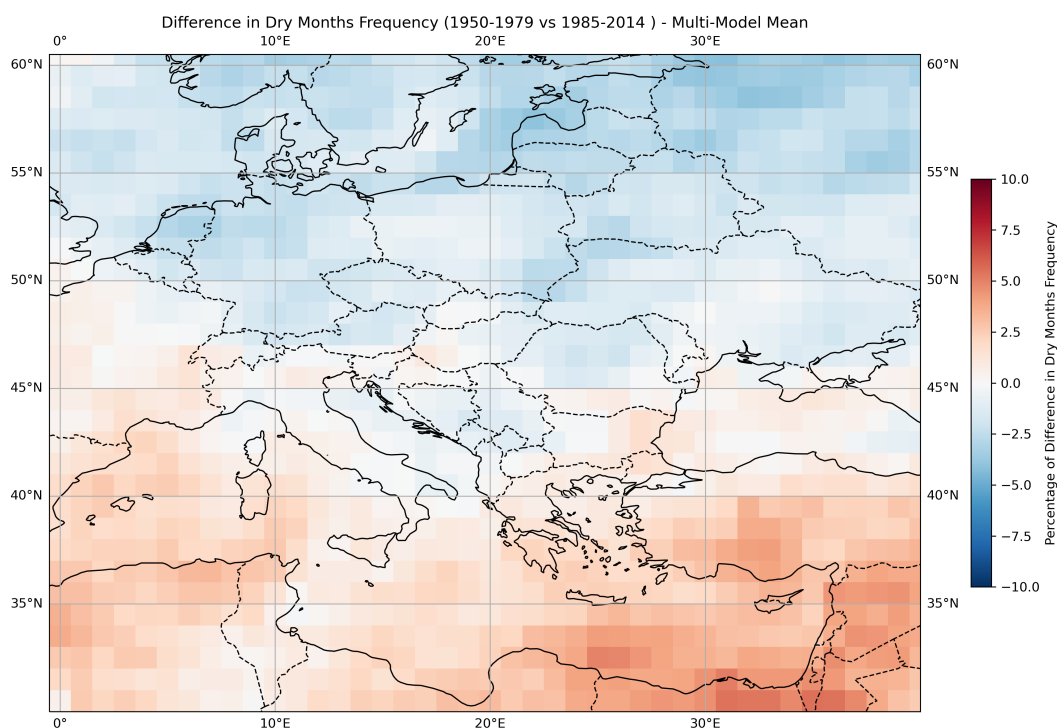 Difference in Dry Months Frequency (1950-1979 vs 1985-2014 ) - Multi-Model Mean
0° 10°E 20°E 30°E
60°N 60°N
55°N 55°N
50°N 50°N
45°N 45°N
40°N 40°N
35°N 35°N
0° 10°E 20°E 30°E
10.0
7.5
5.0
2.5
0.0
−2.5
−5.0
−7.5
−10.0
Percentage of Difference in Dry Months Frequency